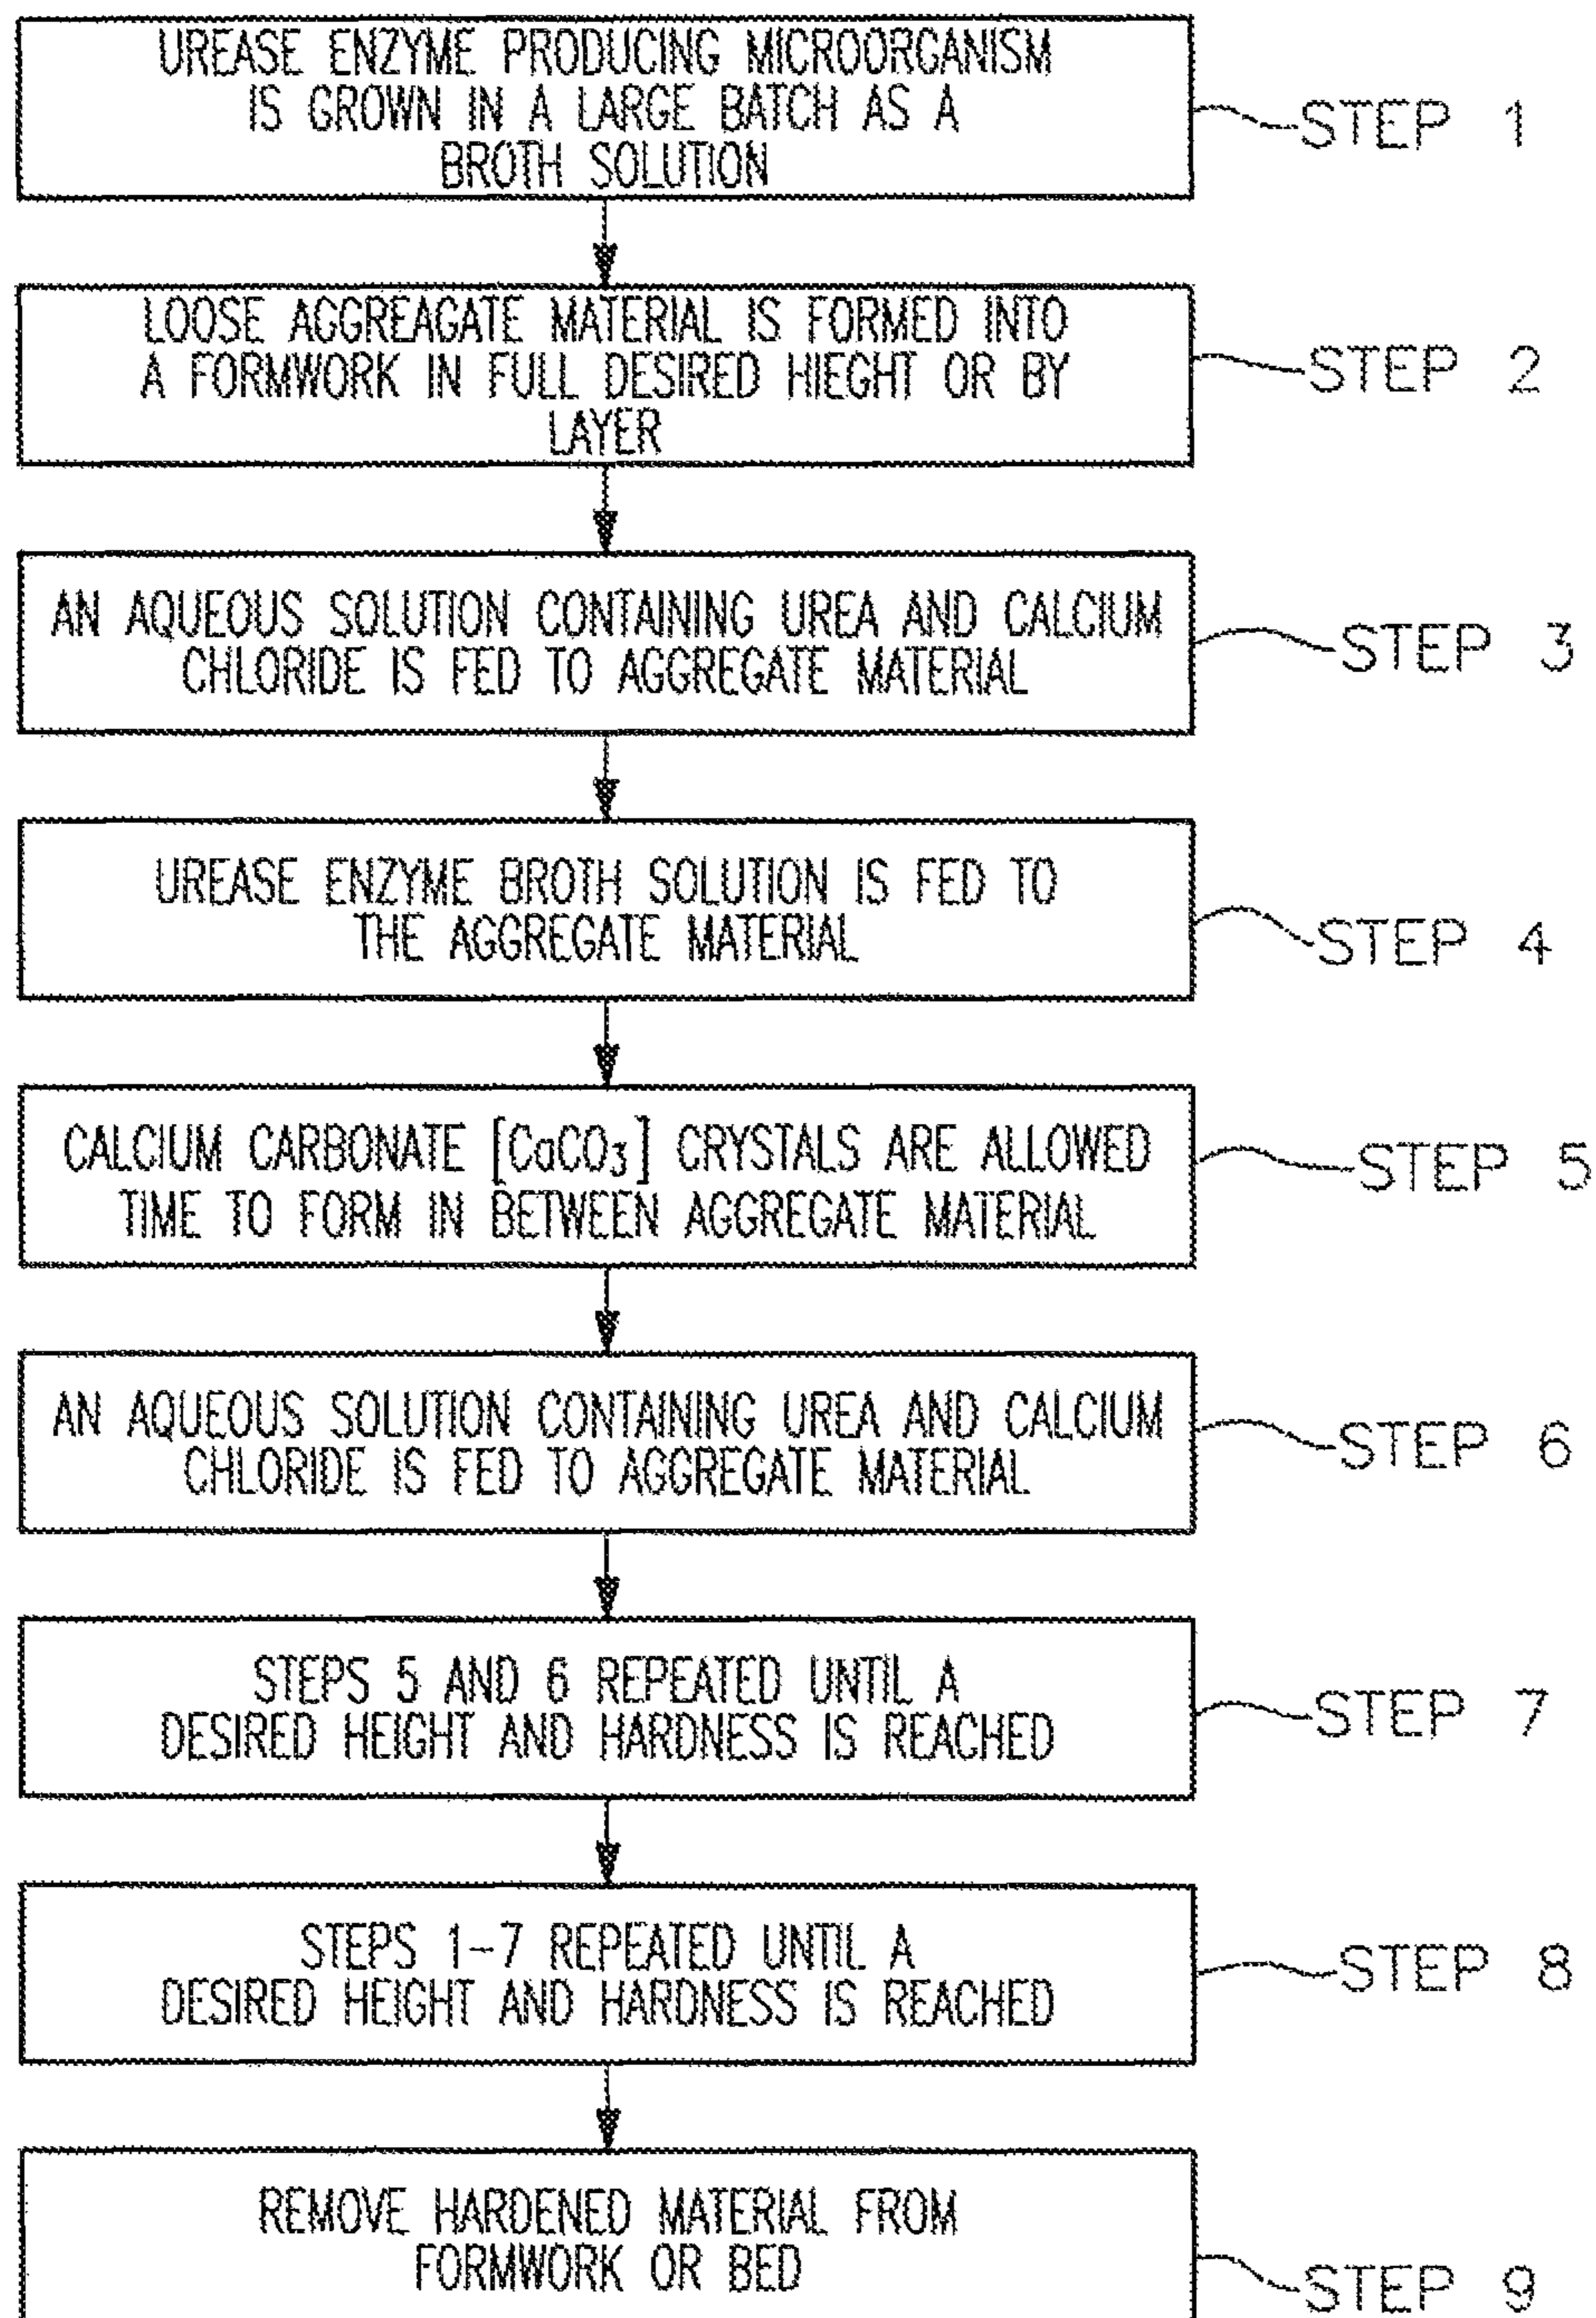 UREASE ENZYME PRODUCING MICROORGANISM
IS GROWN IN A LARGE BATCH AS A
BROTH SOLUTION
STEP 1
LOOSE AGGREAGATE MATERIAL IS FORMED INTO
A FORMWORK IN FULL DESIRED HIEGHT OR BY
LAYER
STEP 2
AN AQUEOUS SOLUTION CONTAINING UREA AND CALCIUM
CHLORIDE IS FED TO AGGREGATE MATERIAL
STEP 3
UREASE ENZYME BROTH SOLUTION IS FED TO
THE AGGREGATE MATERIAL
STEP 4
CALCIUM CARBONATE [CaCO₃] CRYSTALS ARE ALLOWED
TIME TO FORM IN BETWEEN AGGREGATE MATERIAL
STEP 5
AN AQUEOUS SOLUTION CONTAINING UREA AND CALCIUM
CHLORIDE IS FED TO AGGREGATE MATERIAL
STEP 6
STEPS 5 AND 6 REPEATED UNTIL A
DESIRED HEIGHT AND HARDNESS IS REACHED
STEP 7
STEPS 1-7 REPEATED UNTIL A
DESIRED HEIGHT AND HARDNESS IS REACHED
STEP 8
REMOVE HARDENED MATERIAL FROM
FORMWORK OR BED
STEP 9